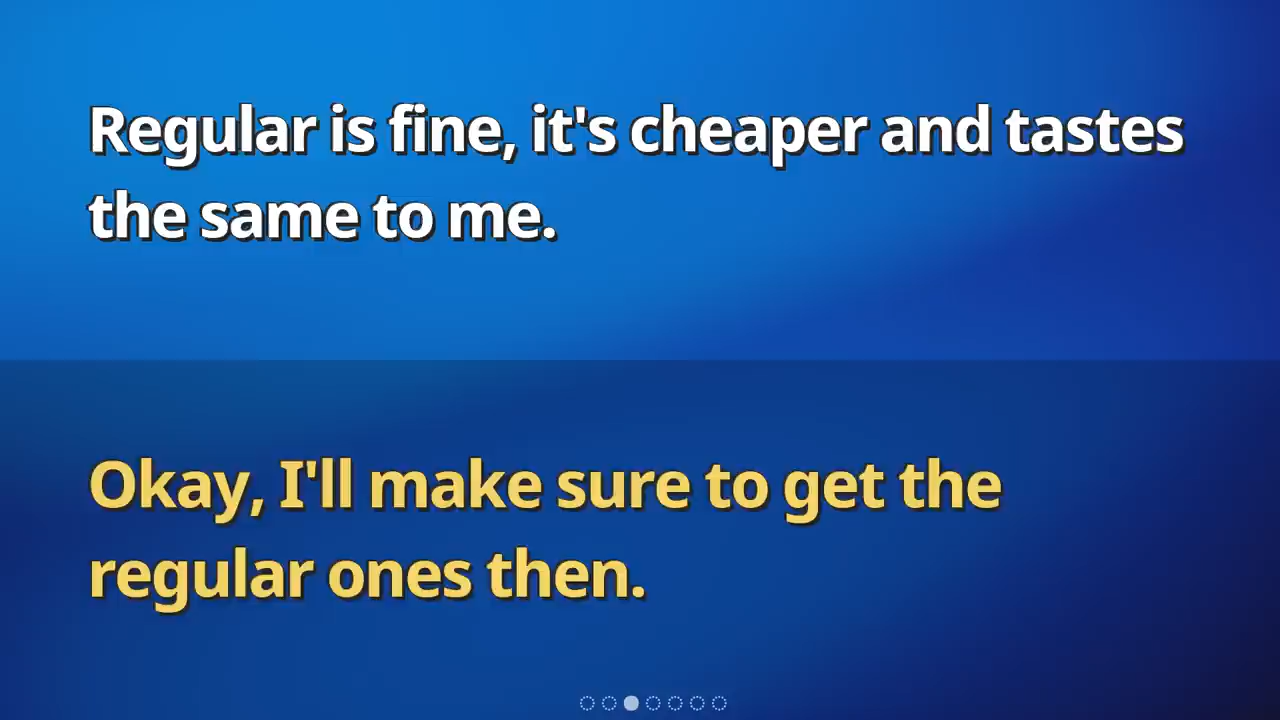 Regular is fine, it's cheaper and tastes
the same to me.
Okay, I'll make sure to get the
regular ones then.